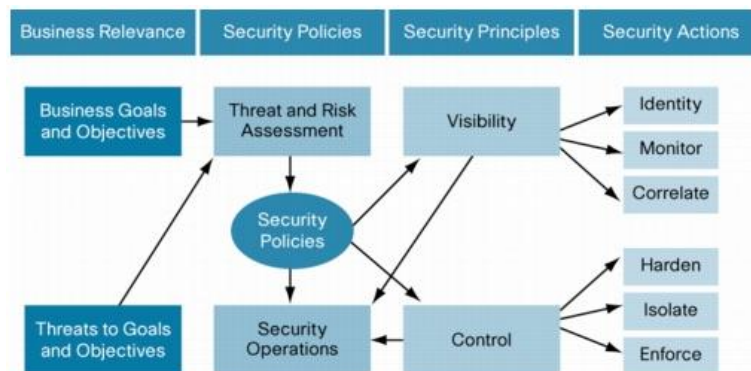 Business Relevance
Security Policies
Security Principles
Security Actions
Business Goals
and Objectives
Threat and Risk
Assessment
Visibility
Identity
Monitor
Correlate
Security
Policies
Threats to Goals
and Objectives
Security
Operations
Control
Harden
Isolate
Enforce